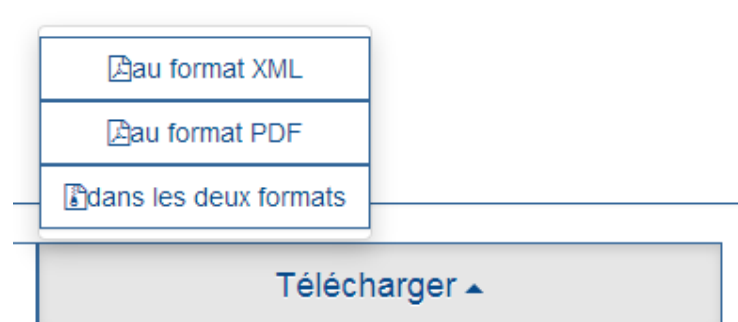 au format XML
au format PDF
dans les deux formats
Télécharger